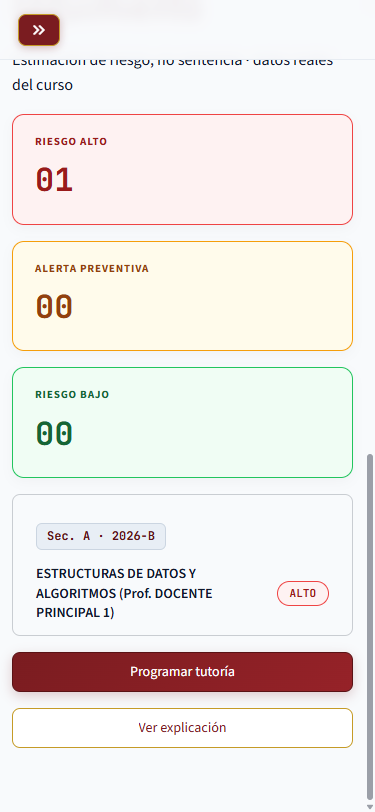 Estimación de riesgo, no sentencia · datos reales
del curso
RIESGO ALTO
01
ALERTA PREVENTIVA
00
RIESGO BAJO
00
Sec. A · 2026-B
ESTRUCTURAS DE DATOS Y
ALGORITMOS (Prof. DOCENTE
PRINCIPAL 1)
ALTO
Programar tutoría
Ver explicación